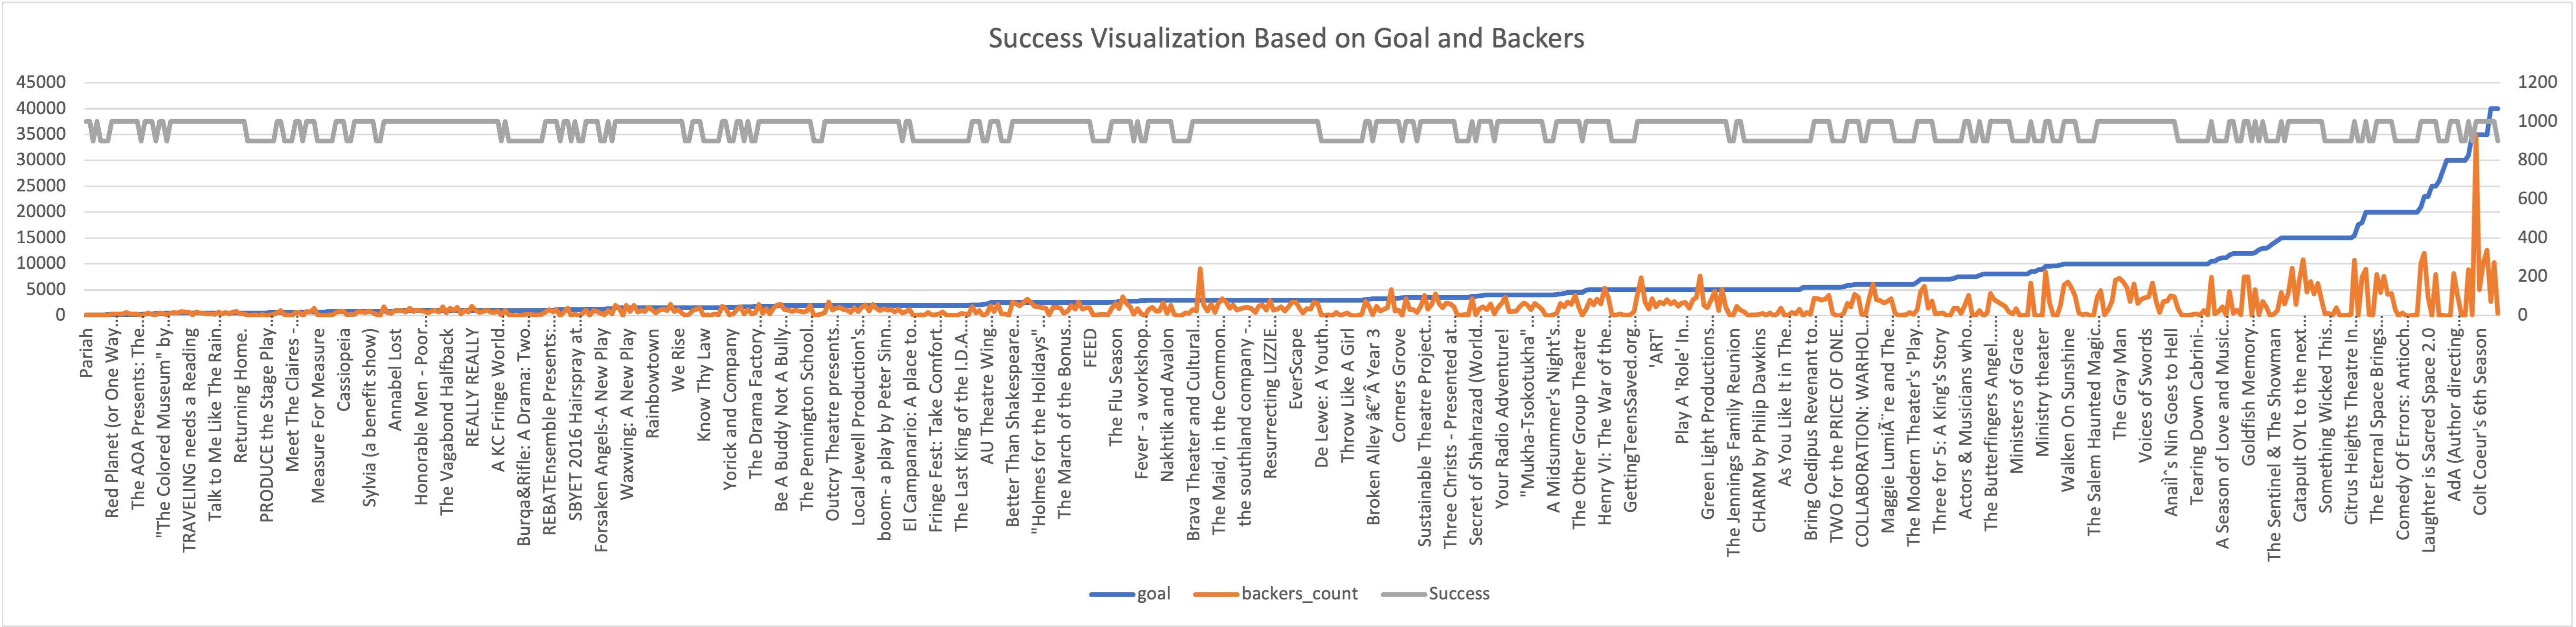 Success Visualization Based on Goal and Backers
45000
40000
35000
30000
25000
20000
15000
10000
5000
0
1200
1000
800
600
400
200
0
Pariah
Red Planet (or One Way...
The AOA Presents: The...
"The Colored Museum" by...
TRAVELING needs a Reading
Talk to Me Like The Rain...
Returning Home.
PRODUCE the Stage Play...
Meet The Claires -...
Measure For Measure
Cassiopeia
Sylvia (a benefit show)
Annabel Lost
Honorable Men - Poor...
The Vagabond Halfback
REALLY REALLY
A KC Fringe World...
Burqa&Rifle: A Drama: Two...
REBATEnsemble Presents:...
SBYET 2016 Hairspray at...
Forsaken Angels-A New Play
Waxwing: A New Play
Rainbowtown
We Rise
Know Thy Law
Yorick and Company
The Drama Factory...
Be A Buddy Not A Bully...
The Pennington School...
Outcry Theatre presents...
Local Jewell Production's...
boom- a play by Peter Sinn...
El Campanario: A place to...
Fringe Fest: Take Comfort...
The Last King of the I.D.A.
AU Theatre Wing...
Better Than Shakespeare...
"Holmes for the Holidays" ...
The March of the Bonus...
FEED
The Flu Season
Fever - a workshop...
Nakhtik and Avalon
Brava Theater and Cultural...
The Maid, in the Common...
the southland company -...
Resurrecting LIZZIE...
EverScape
De Lewe: A Youth...
Throw Like A Girl
Broken Alley â€”Â Year 3
Corners Grove
Sustainable Theatre Project...
Three Christs - Presented at...
Secret of Shahrazad (World...
Your Radio Adventure!
"Mukha-Tsokotukha"...
A Midsummer's Night's...
The Other Group Theatre
Henry VI: The War of the...
GettingTeensSaved.org...
'ART'
Play A 'Role' In...
Green Light Productions...
The Jennings Family Reunion
CHARM by Philip Dawkins
As You Like It in The...
Bring Oedipus Revenant to...
TWO for the PRICE OF ONE...
COLLABORATION: WARHOL...
Maggie LumiÃ¨re and The...
The Modern Theater's 'Play...
Three for 5: A King's Story
Actors & Musicians who...
The Butterfingers Angel......
Ministers of Grace
Ministry theater
Walken On Sunshine
The Salem Haunted Magic...
The Gray Man
Voices of Swords
Tearing Down Cabrini-...
A Season of Love and Music...
Goldfish Memory...
The Sentinel & The Showman
Catapult OYL to the next...
Something Wicked This...
Citrus Heights Theatre In...
The Eternal Space Brings...
Comedy Of Errors: Antioch...
Laughter is Sacred Space 2.0
AdA (Author directing...
Colt Coeur's 6th Season
goal
backers_count
Success